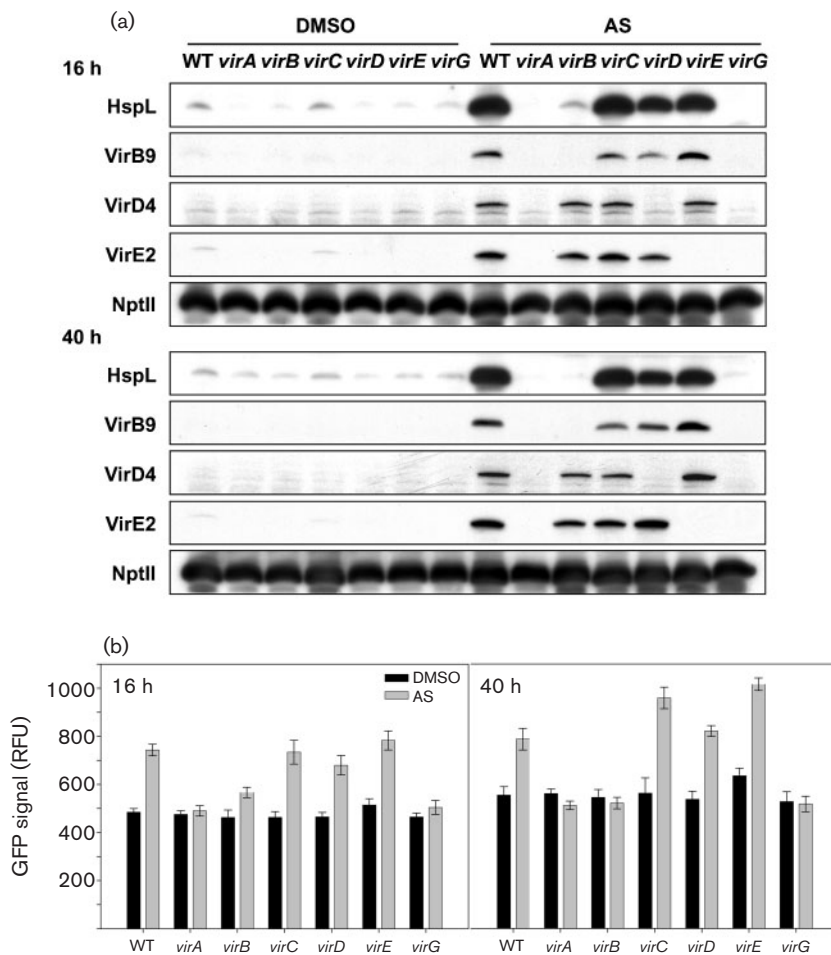 (a)
DMSO AS
WT virA virB virC virD virE virG WT virA virB virC virD virE virG
16 h
HspL
VirB9
VirD4
VirE2
NptII
40 h
HspL
VirB9
VirD4
VirE2
NptII
(b)
GFP signal (RFU)
1000
800
600
400
200
16 h
DMSO
AS
40 h
WT virA virB virC virD virE virG WT virA virB virC virD virE virG